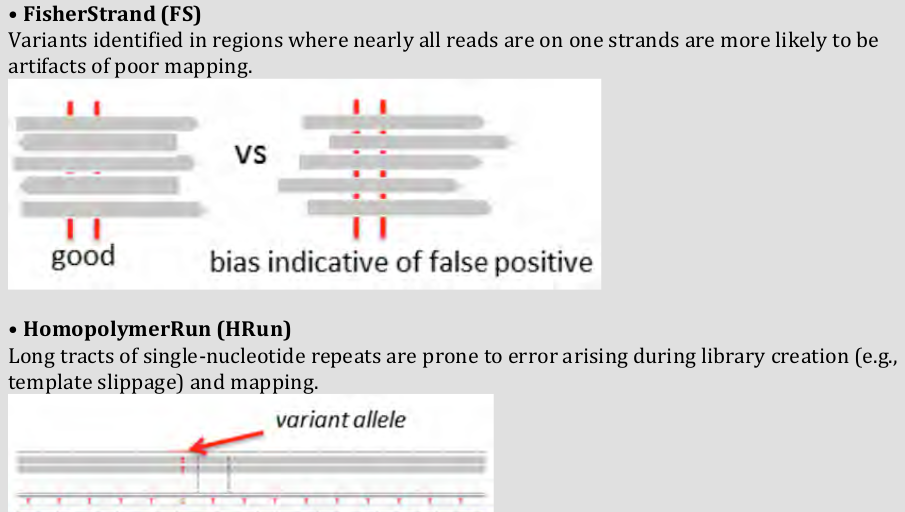 • FisherStrand (FS)
Variants identified in regions where nearly all reads are on one strands are more likely to be
artifacts of poor mapping.
vs
good
bias indicative of false positive
• HomopolymerRun (HRun)
Long tracts of single-nucleotide repeats are prone to error arising during library creation (e.g.,
template slippage) and mapping.
variant allele